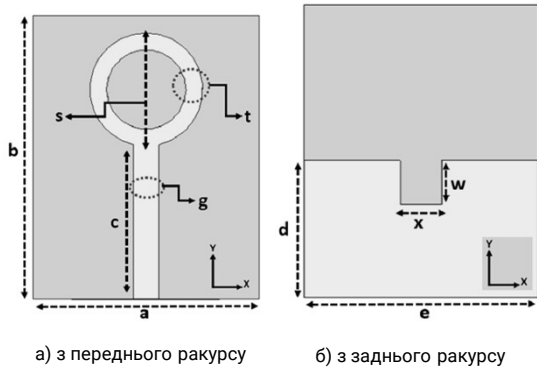 s
t
b
c
g
Y
X
a
d
w
x
Y
X
e
а) з переднього ракурсу
б) з заднього ракурсу